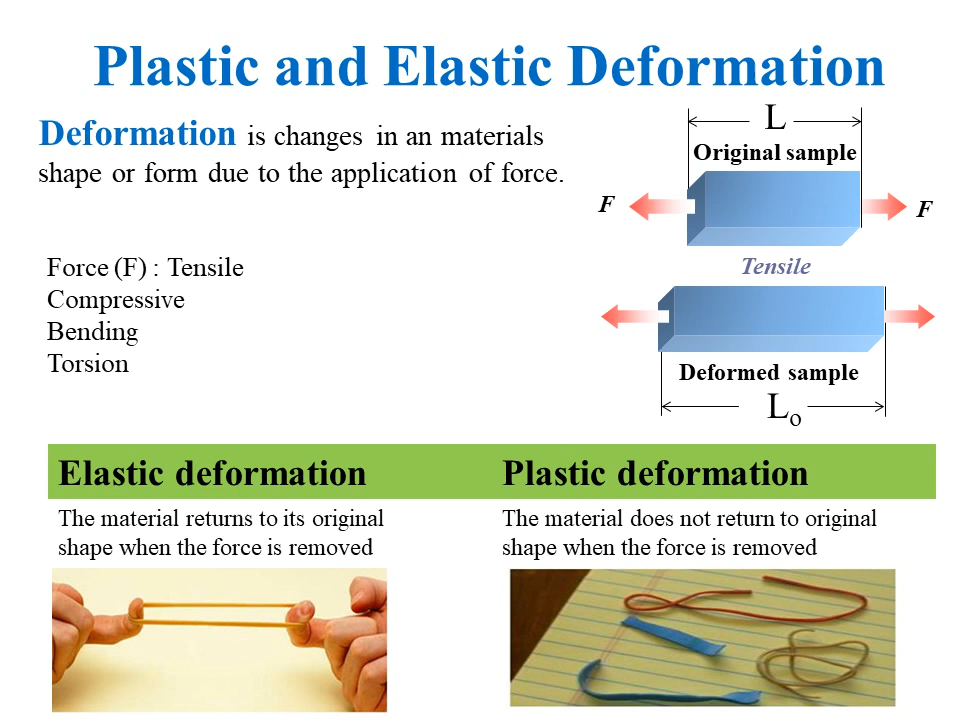 Plastic and Elastic Deformation
Deformation is changes in an materials
shape or form due to the application of force.
Force (F) : Tensile
Compressive
Bending
Torsion
L
Original sample
F
F
Tensile
Deformed sample
Lo
Elastic deformation
The material returns to its original
shape when the force is removed
Plastic deformation
The material does not return to original
shape when the force is removed